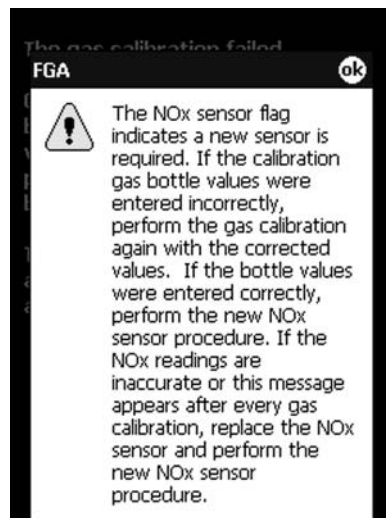 The gas calibration failed
FGA
ok
The NOx sensor flag
indicates a new sensor is
required. If the calibration
gas bottle values were
entered incorrectly,
perform the gas calibration
again with the corrected
values.  If the bottle values
were entered correctly,
perform the new NOx
sensor procedure. If the
NOx readings are
inaccurate or this message
appears after every gas
calibration, replace the NOx
sensor and perform the
new NOx sensor
procedure.